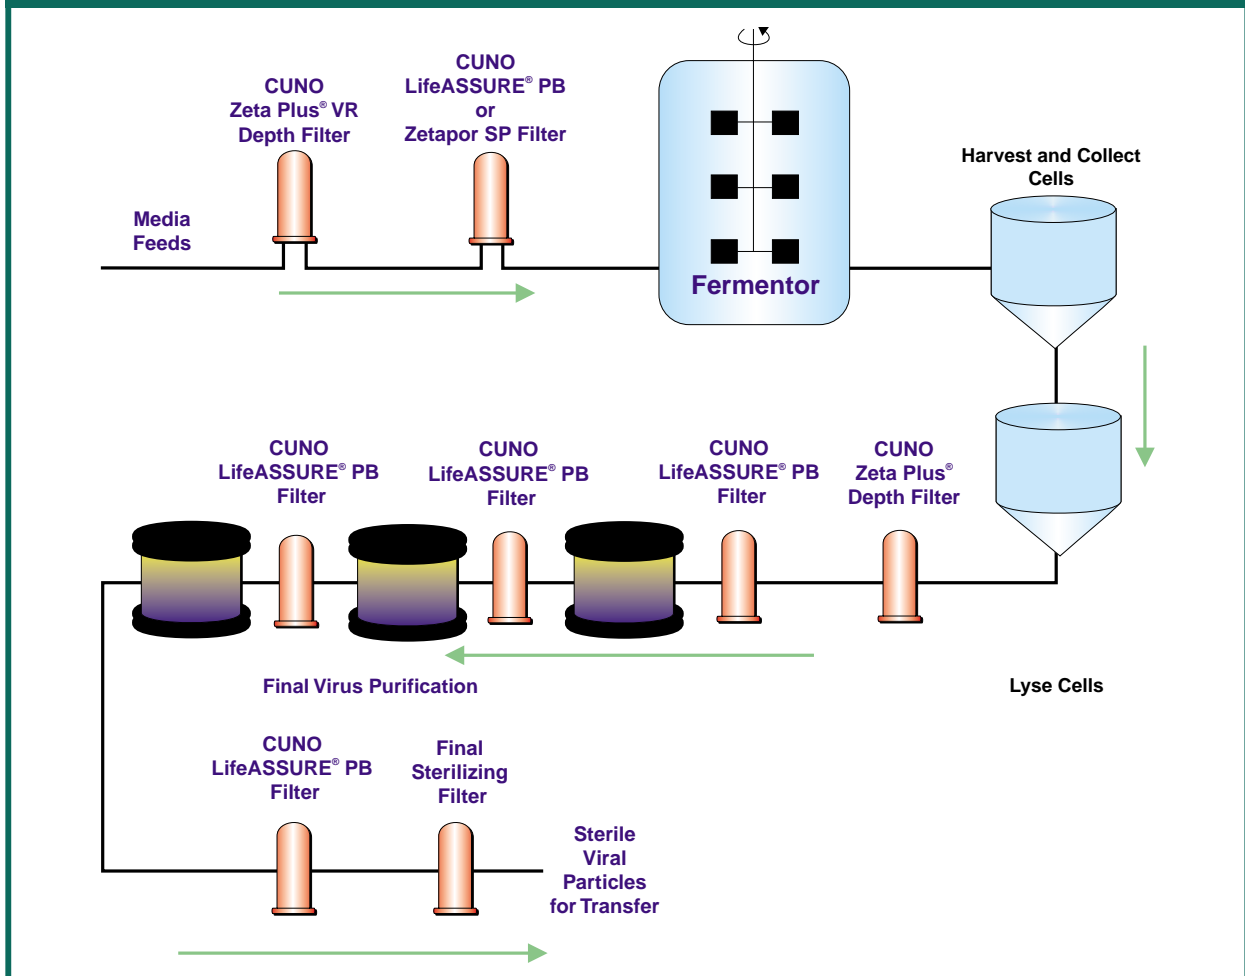 CUNO
Zeta Plus® VR
Depth Filter
CUNO
LifeASSURE® PB
or
Zetapor SP Filter
Media
Feeds
Fermentor
Harvest and Collect
Cells
CUNO
LifeASSURE® PB
Filter
CUNO
LifeASSURE® PB
Filter
CUNO
LifeASSURE® PB
Filter
CUNO
Zeta Plus®
Depth Filter
Final Virus Purification
Lyse Cells
CUNO
LifeASSURE® PB
Filter
Final
Sterilizing
Filter
Sterile
Viral
Particles
for Transfer